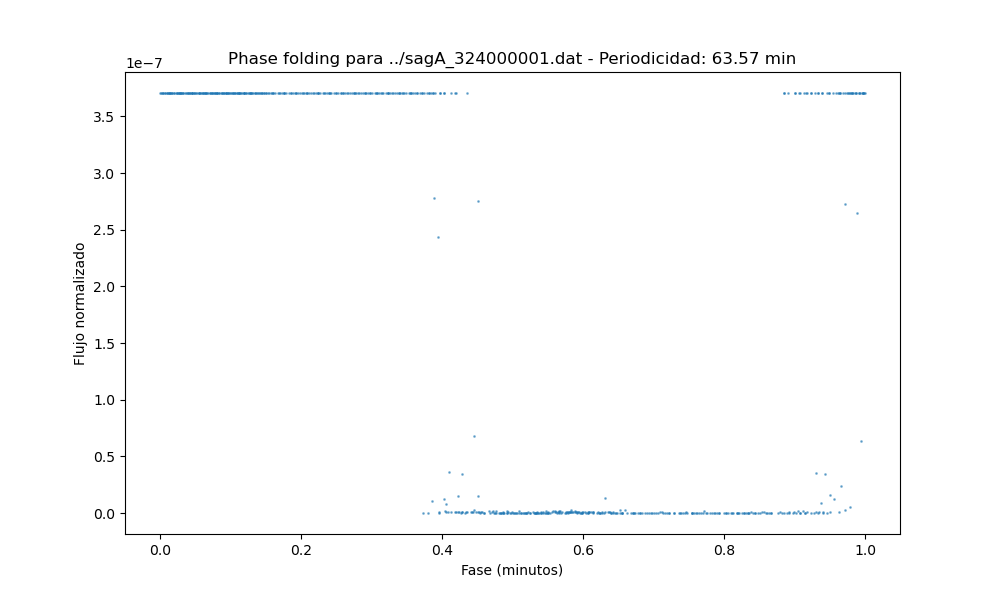 Phase folding para ../sagA_324000001.dat - Periodicidad: 63.57 min
1e−7
3.5
3.0
2.5
2.0
1.5
1.0
0.5
0.0
Flujo normalizado
0.0 0.2 0.4 0.6 0.8 1.0
Fase (minutos)